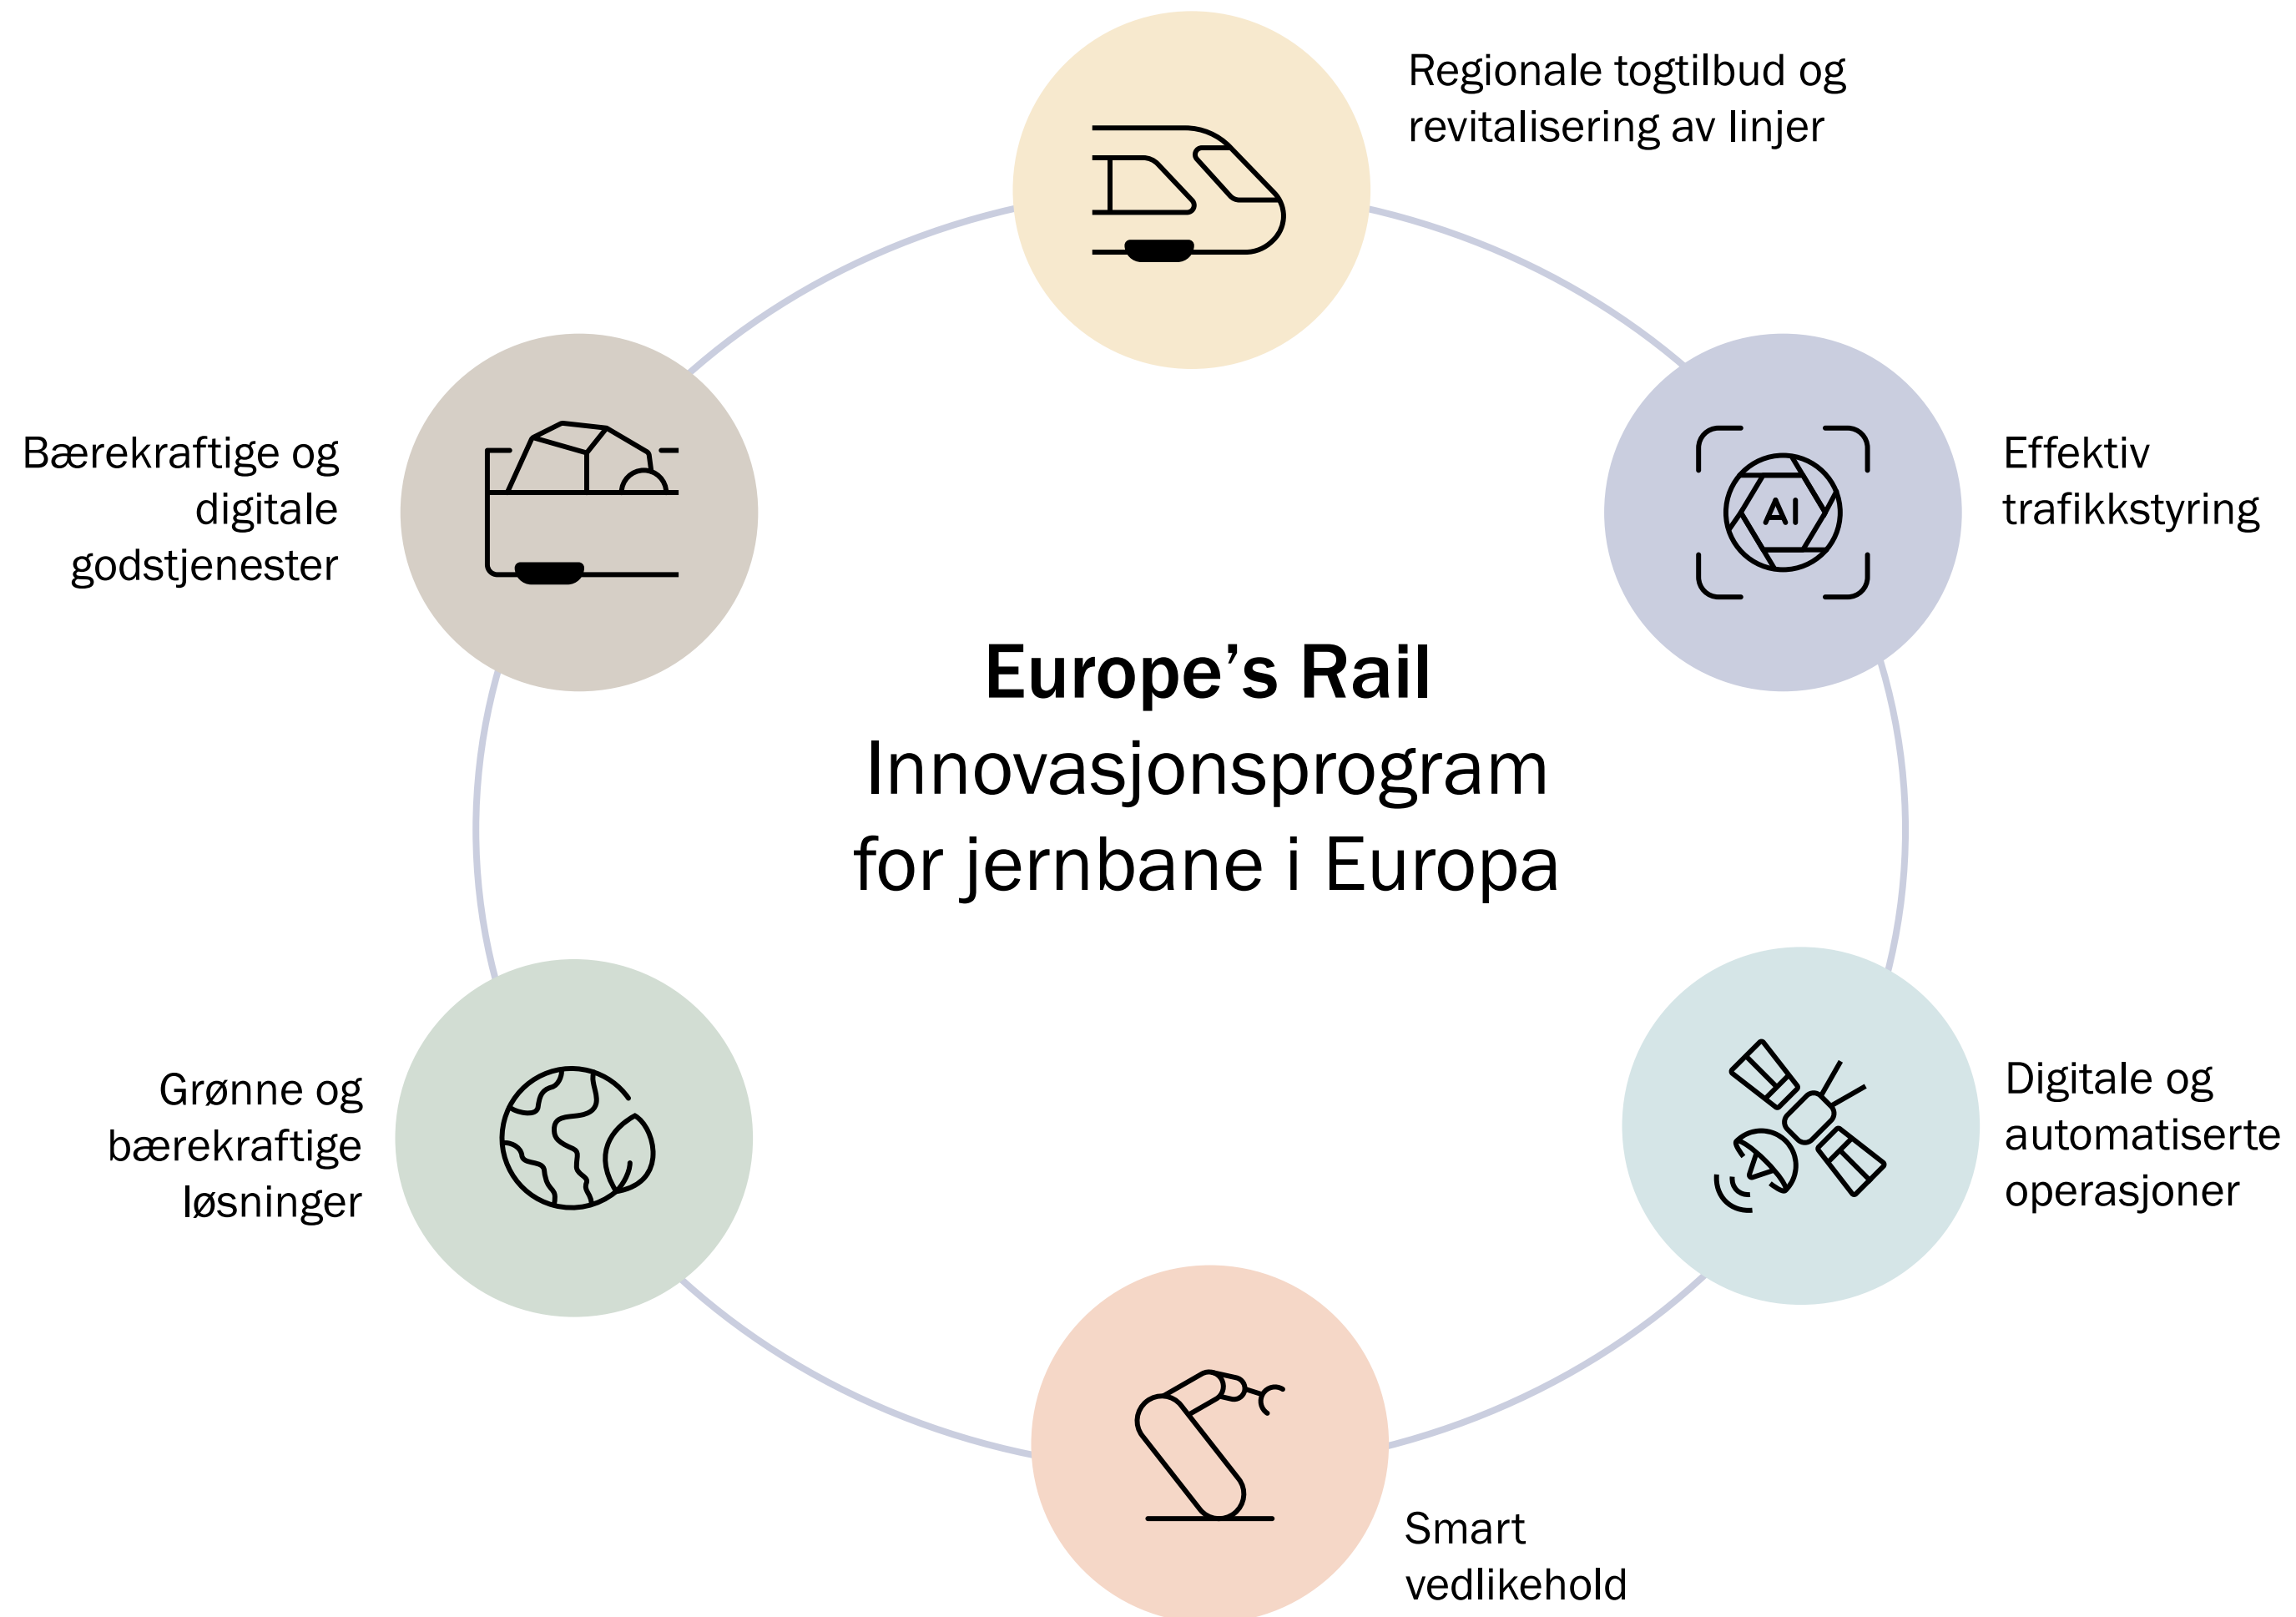 Regionale togtilbud og
revitalisering av linjer
Effektiv
trafikkstyring
Digitale og
automatiserte
operasjoner
Smart
vedlikehold
Grønne og
bærekraftige
løsninger
Bærekraftige og
digitale
godstjenester
Europe’s Rail
Innovasjonsprogram
for jernbane i Europa
AI